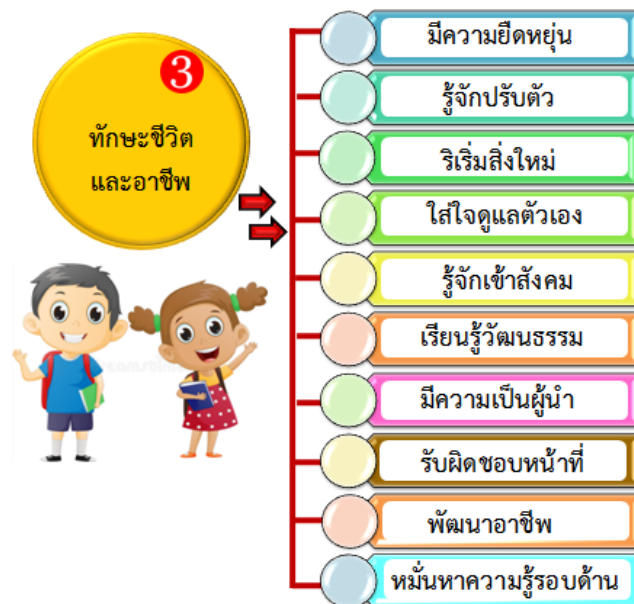 3
ทักษะชีวิต
และอาชีพ
มีความยืดหยุ่น
รู้จักปรับตัว
ริเริ่มสิ่งใหม่
ใส่ใจดูแลตัวเอง
รู้จักเข้าสังคม
เรียนรู้วัฒนธรรม
มีความเป็นผู้นำ
รับผิดชอบหน้าที่
พัฒนาอาชีพ
หมั่นหาความรู้รอบด้าน